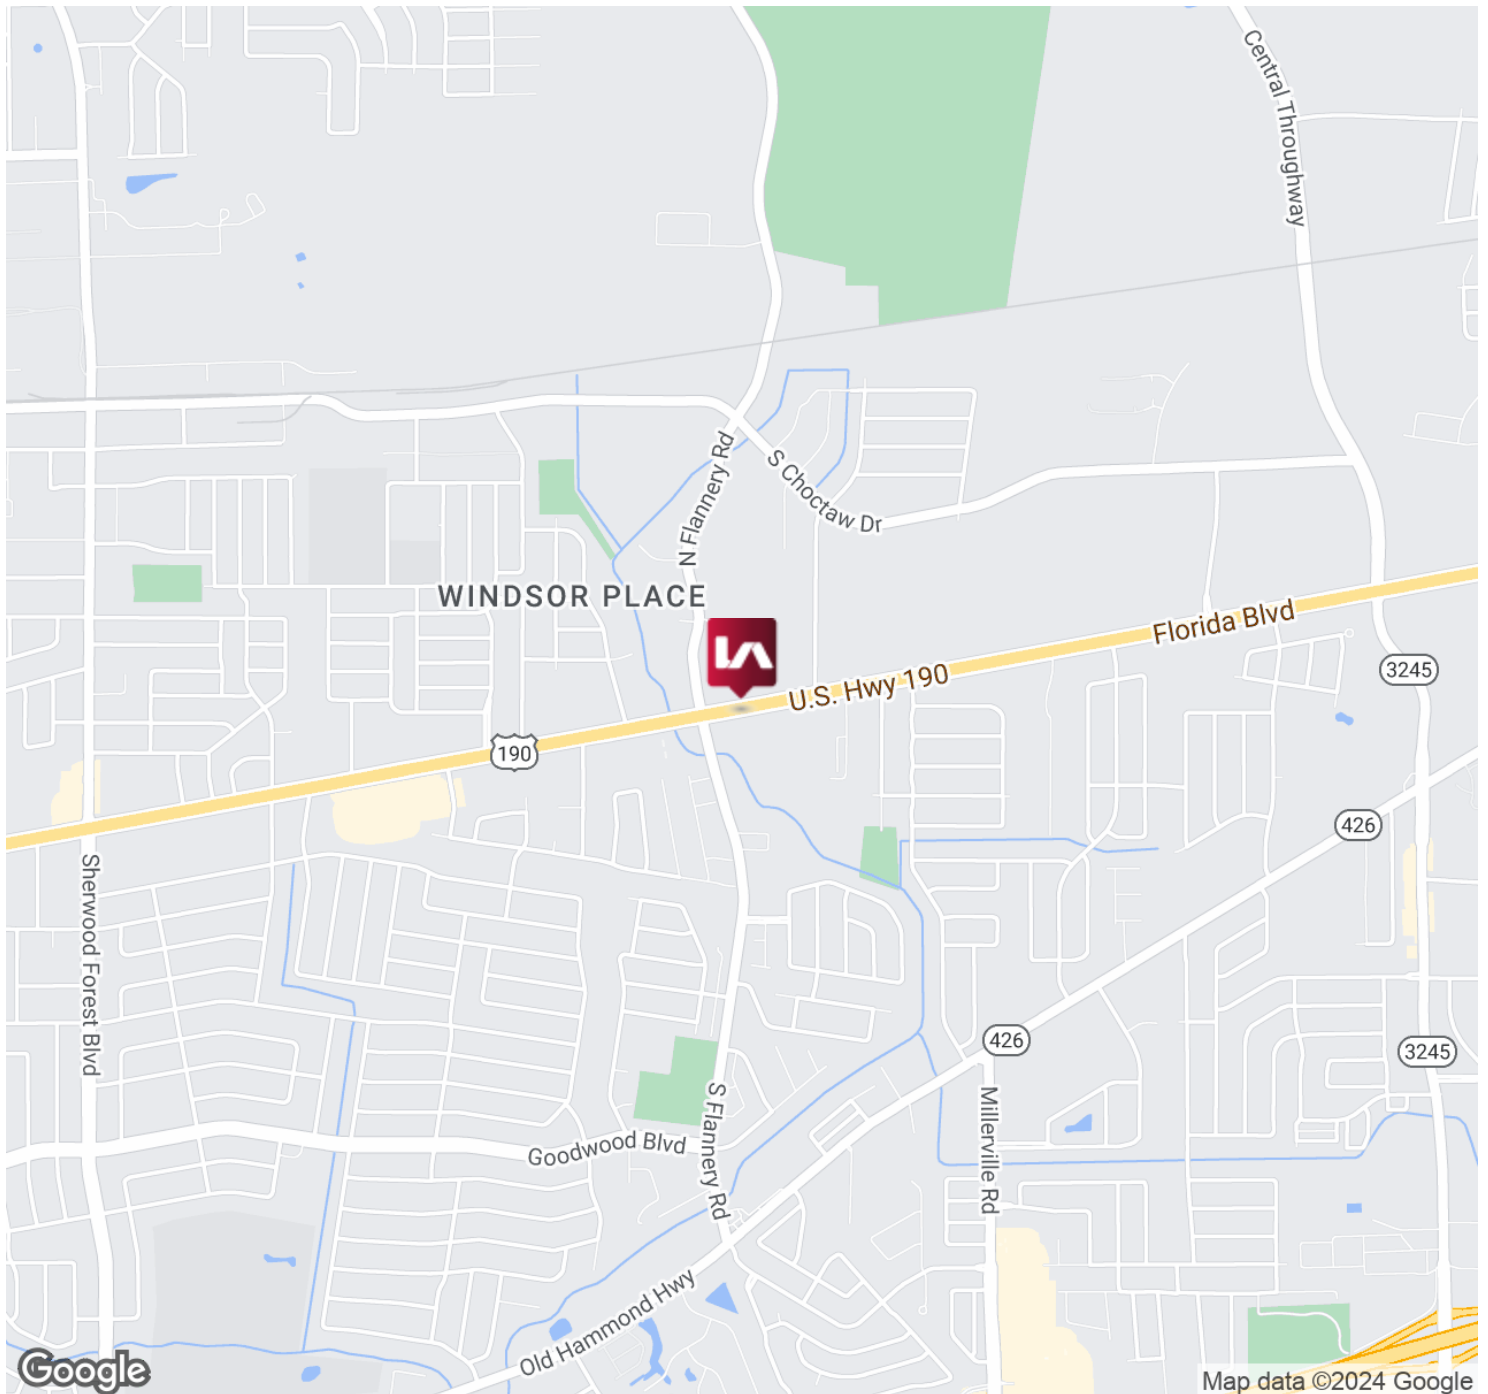 Central Throughway
N Flannery Rd
S Choctaw Dr
WINDSOR PLACE
LA
Florida Blvd
3245
U.S. Hwy 190
190
426
Sherwood Forest Blvd
426
3245
Millerville Rd
S Flannery Rd
Goodwood Blvd
Old Hammond Hwy
Google
Map data ©2024 Google